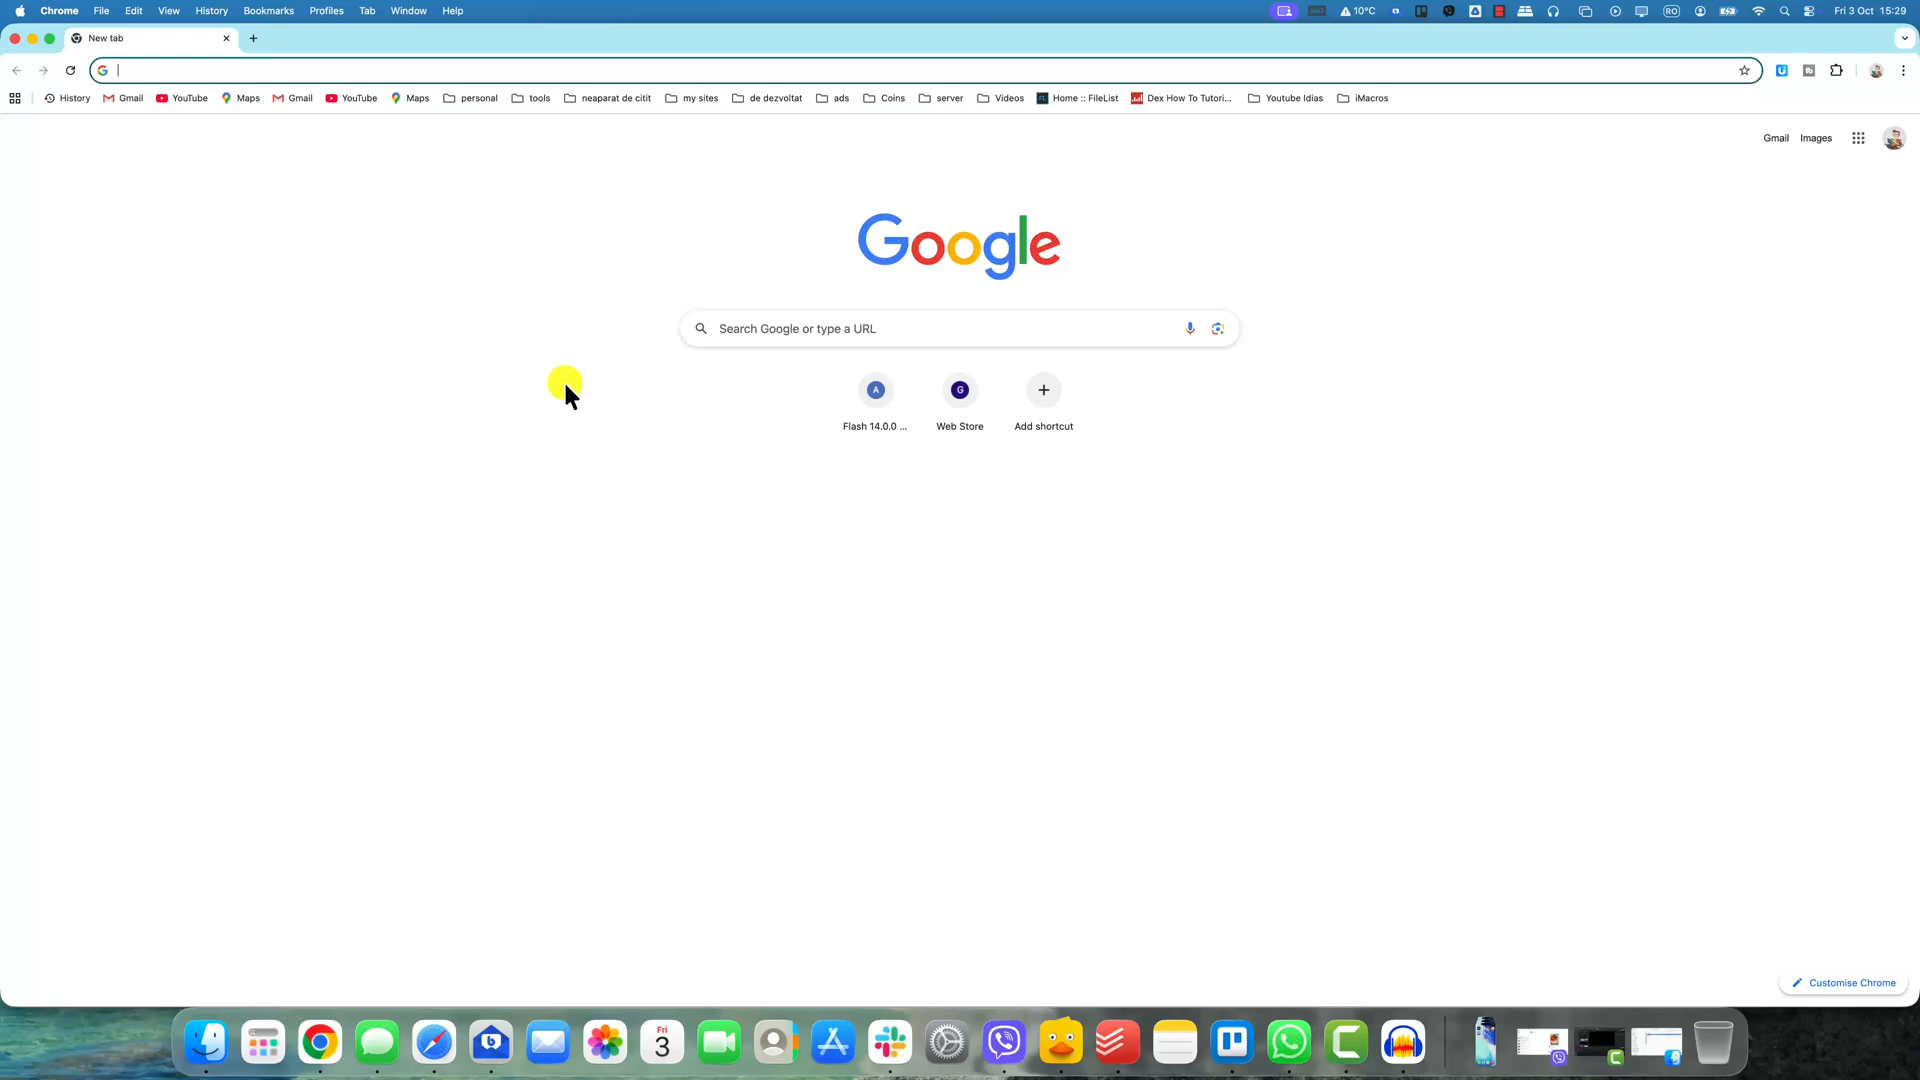 Chrome File Edit View History Bookmarks Profiles Tab Window Help 10°C RO Fri 3 Oct 15:29
New tab
History Gmail YouTube Maps Gmail YouTube Maps personal tools neaparat de citit my sites de dezvoltat ads Coins server Videos Home :: FileList Dex How To Tutori... Youtube Idias iMacros
Gmail Images
Google
Search Google or type a URL
A G
Flash 14.0.0 ... Web Store Add shortcut
Customise Chrome
Fri
3